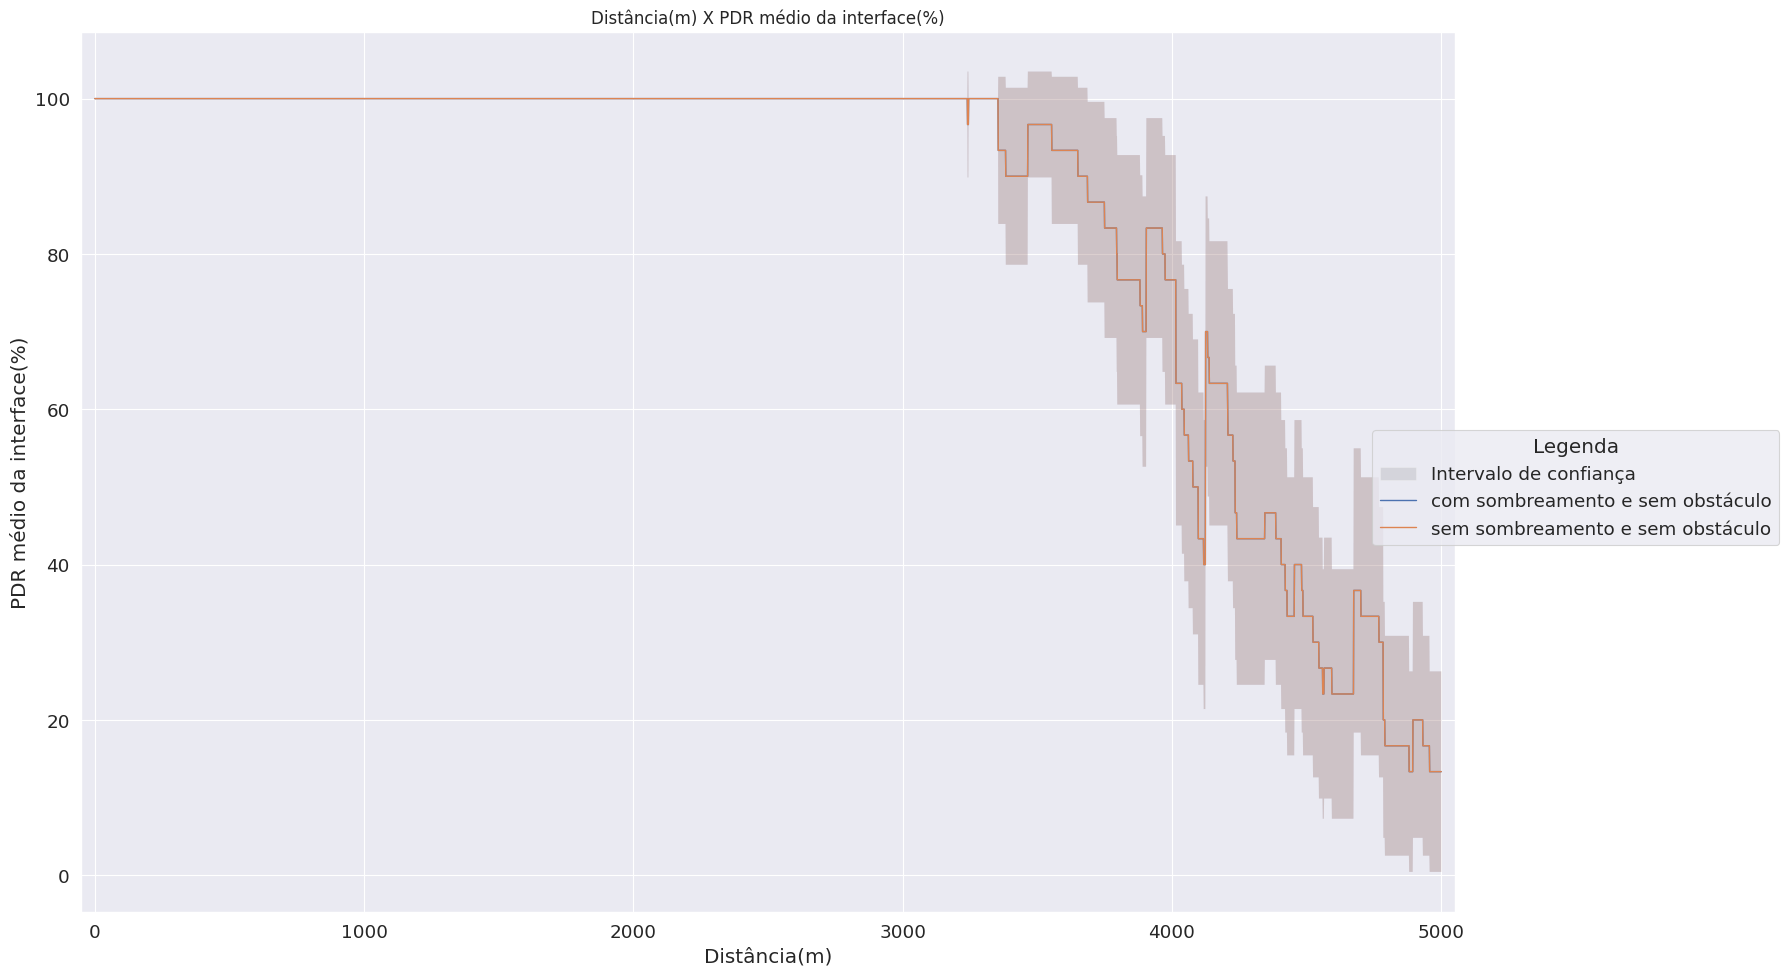 Distância(m) X PDR médio da interface(%)
PDR médio da interface(%)
100
80
60
40
20
0
0 1000 2000 3000 4000 5000
Distância(m)
Legenda
Intervalo de confiança
com sombreamento e sem obstáculo
sem sombreamento e sem obstáculo